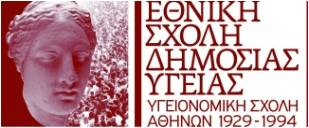 ΕΘΝΙΚΗ
ΣΧΟΛΗ
ΔΗΜΟΣΙΑΣ
ΥΓΕΙΑΣ
ΥΓΕΙΟΝΟΜΙΚΗ ΣΧΟΛΗ
ΑΘΗΝΩΝ 1929-1994